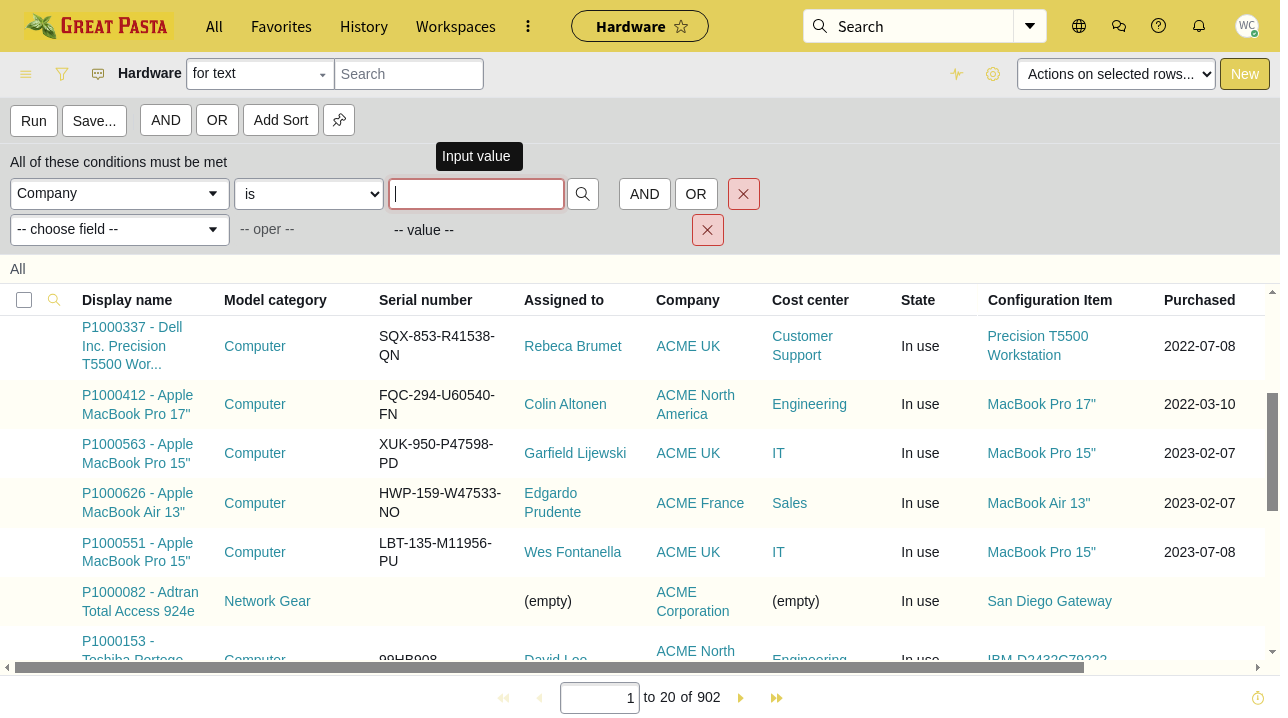 GREAT PASTA All Favorites History Workspaces Hardware Search WC
Hardware for text Search Actions on selected rows... New
Run Save... AND OR Add Sort
Input value
All of these conditions must be met
Company is AND OR
-- choose field -- -- oper -- -- value --
All
Display name Model category Serial number Assigned to Company Cost center State Configuration Item Purchased
P1000337 - Dell Inc. Precision T5500 Wor... Computer SQX-853-R41538-QN Rebeca Brumet ACME UK Customer Support In use Precision T5500 Workstation 2022-07-08
P1000412 - Apple MacBook Pro 17" Computer FQC-294-U60540-FN Colin Altonen ACME North America Engineering In use MacBook Pro 17" 2022-03-10
P1000563 - Apple MacBook Pro 15" Computer XUK-950-P47598-PD Garfield Lijewski ACME UK IT In use MacBook Pro 15" 2023-02-07
P1000626 - Apple MacBook Air 13" Computer HWP-159-W47533-NO Edgardo Prudente ACME France Sales In use MacBook Air 13" 2023-02-07
P1000551 - Apple MacBook Pro 15" Computer LBT-135-M11956-PU Wes Fontanella ACME UK IT In use MacBook Pro 15" 2023-07-08
P1000082 - Adtran Total Access 924e Network Gear (empty) ACME Corporation (empty) In use San Diego Gateway
P1000153 - Toshiba Portege Computer 99HB908 David Loo ACME North Engineering In use
1 to 20 of 902